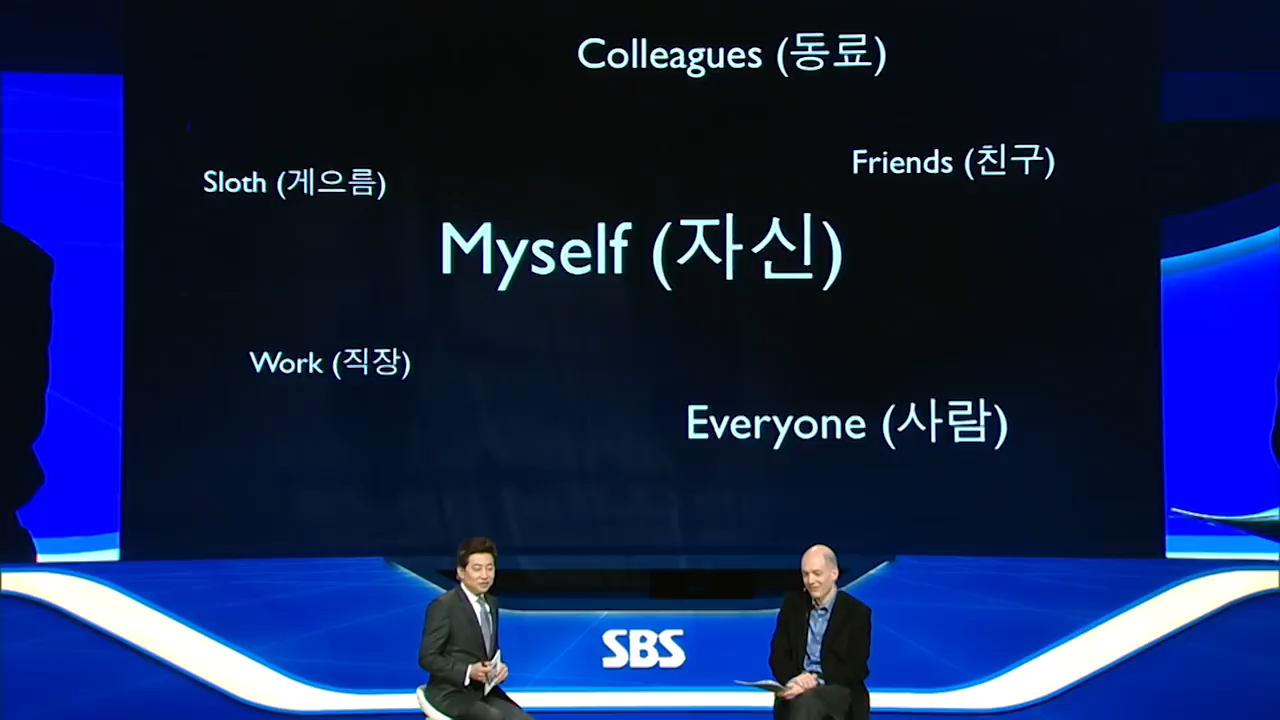 Colleagues (동료)
Friends (친구)
Sloth (게으름)
Myself (자신)
Work (직장)
Everyone (사람)
SBS